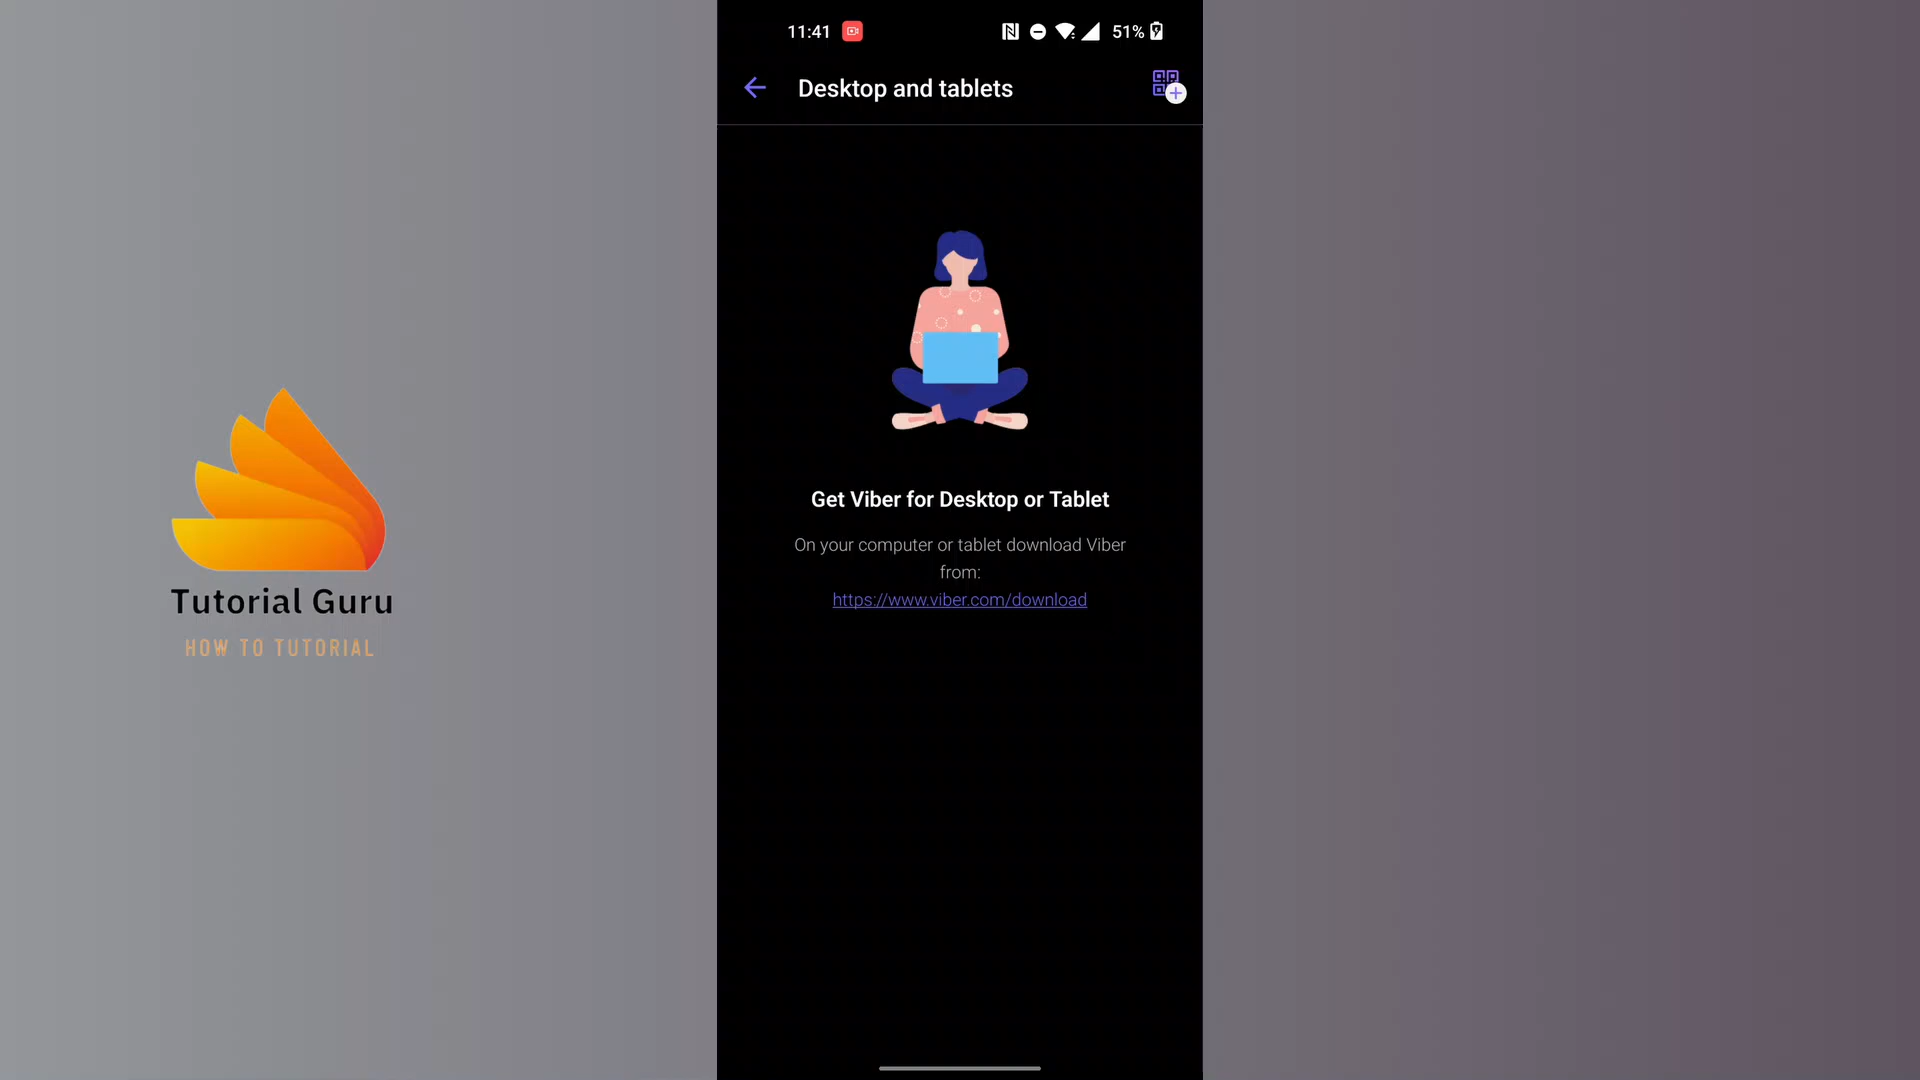 11:41
51%
Desktop and tablets
Get Viber for Desktop or Tablet
On your computer or tablet download Viber
from:
https://www.viber.com/download
Tutorial Guru
HOW TO TUTORIAL